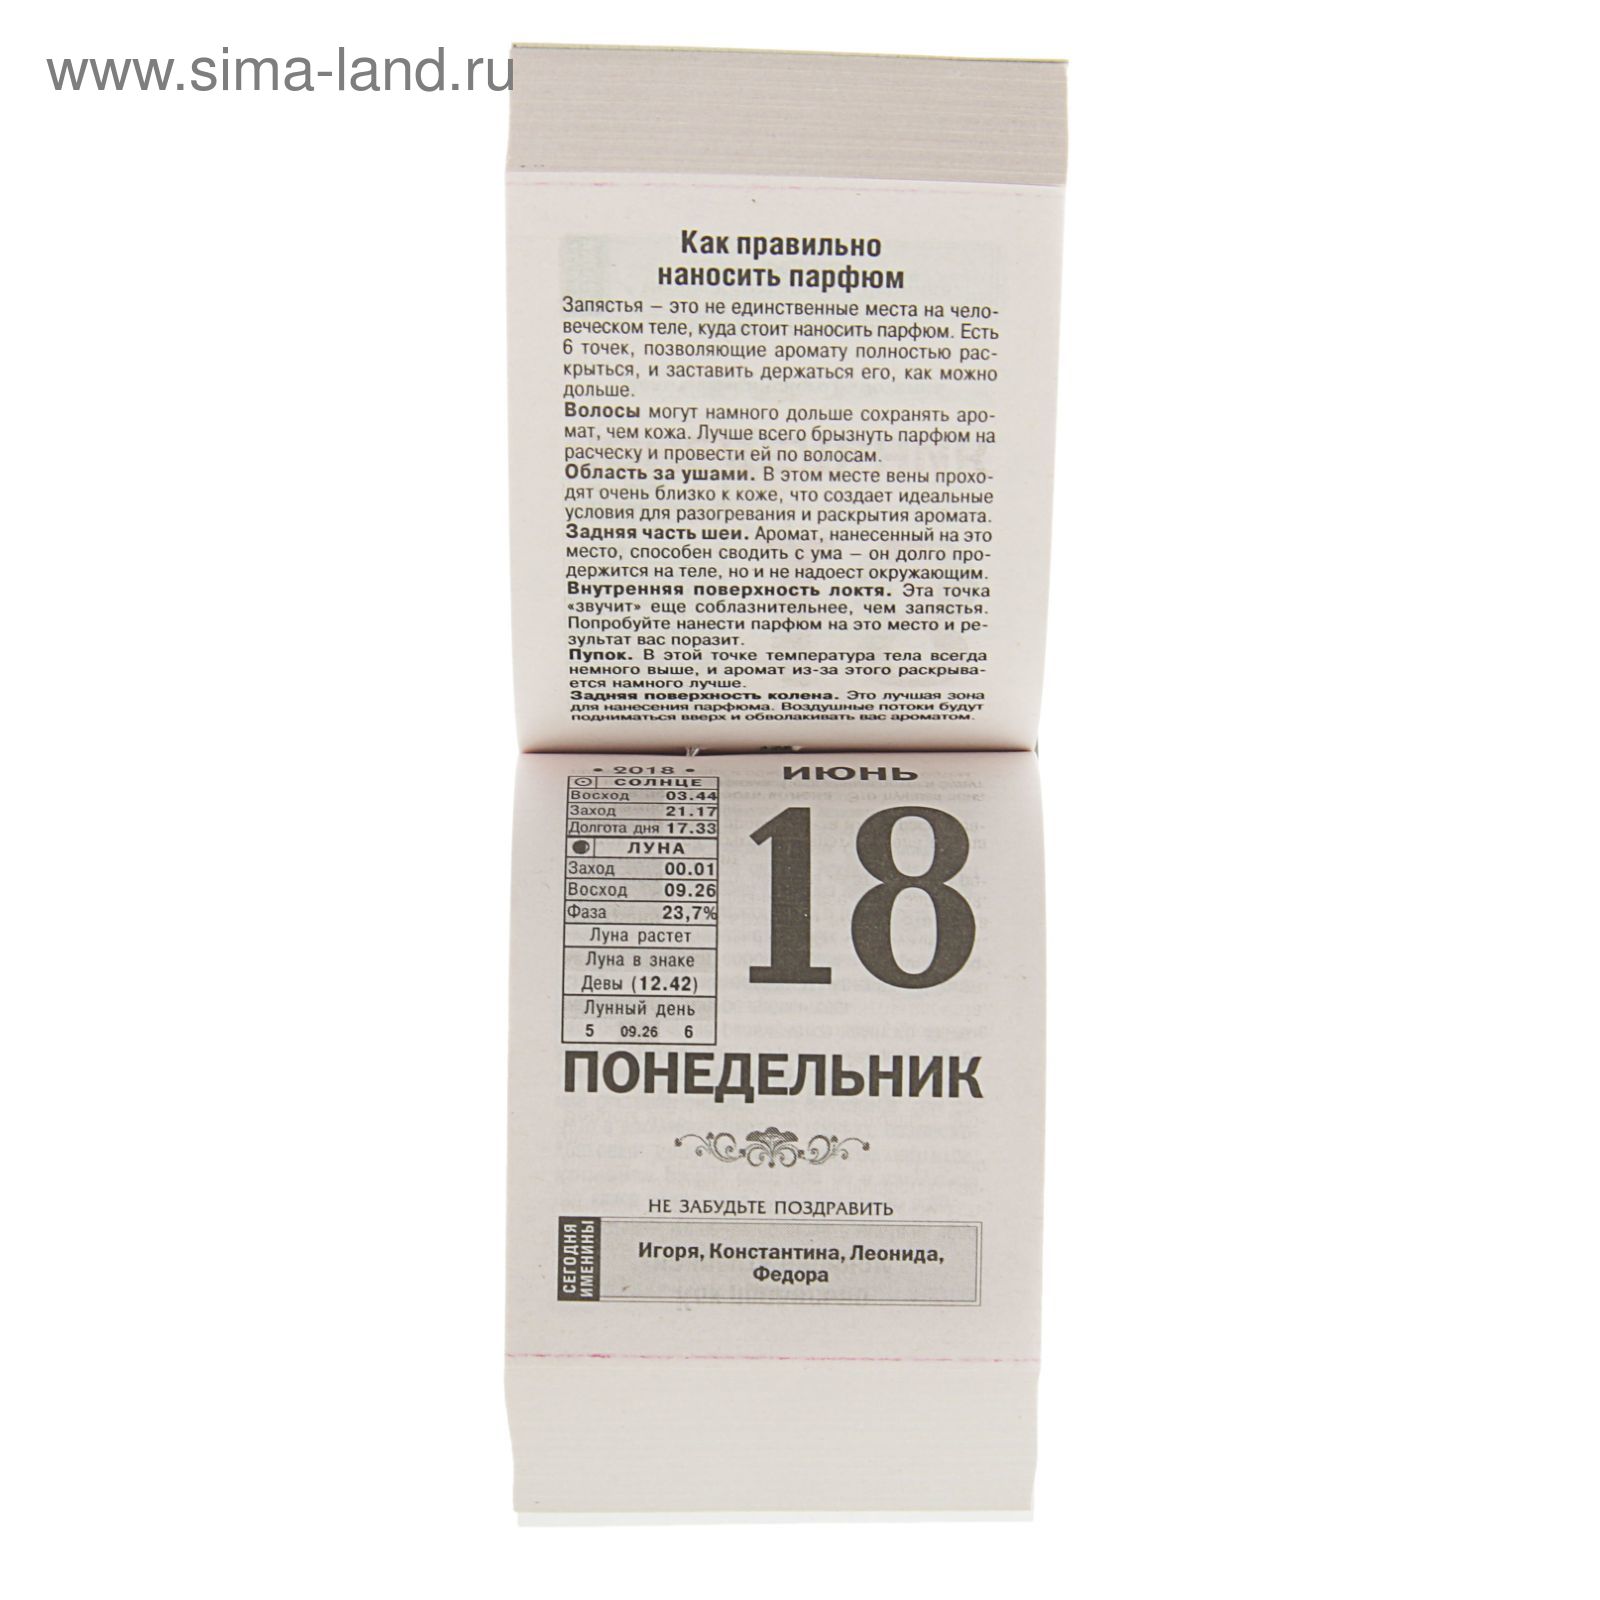 www.sima-land.ru
Как правильно
наносить парфюм
Запястья – это не единственные места на чело-
веческом теле, куда стоит наносить парфюм. Есть
6 точек, позволяющие аромату полностью рас-
крыться, и заставить держаться его, как можно
дольше.
Волосы могут намного дольше сохранять аро-
мат, чем кожа. Лучше всего брызнуть парфюм на
расческу и провести ей по волосам.
Область за ушами. В этом месте вены прохо-
дят очень близко к коже, что создает идеальные
условия для разогревания и раскрытия аромата.
Задняя часть шеи. Аромат, нанесенный на это
место, способен сводить с ума – он долго про-
держится на теле, но и не надоест окружающим.
Внутренняя поверхность локтя. Эта точка
«звучит» еще соблазнительнее, чем запястья.
Попробуйте нанести парфюм на это место и ре-
зультат вас поразит.
Пупок. В этой точке температура тела всегда
немного выше, и аромат из-за этого раскрыва-
ется намного лучше.
Задняя поверхность колена. Это лучшая зона
для нанесения парфюма. Воздушные потоки будут
подниматься вверх и обволакивать вас ароматом.
• 2018 •
ИЮНЬ
СОЛНЦЕ
Восход 03.44
Заход 21.17
Долгота дня 17.33
ЛУНА
Заход 00.01
Восход 09.26
Фаза 23,7%
Луна растет
Луна в знаке
Девы (12.42)
Лунный день
5 09.26 6
18
ПОНЕДЕЛЬНИК
НЕ ЗАБУДЬТЕ ПОЗДРАВИТЬ
СЕГОДНЯ
ИМЕНИНЫ
Игоря, Константина, Леонида,
Федора